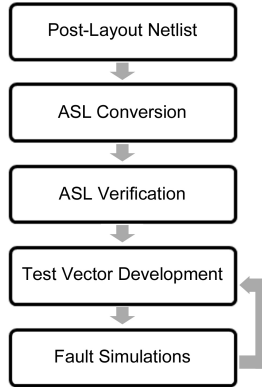 Post-Layout Netlist
ASL Conversion
ASL Verification
Test Vector Development
Fault Simulations